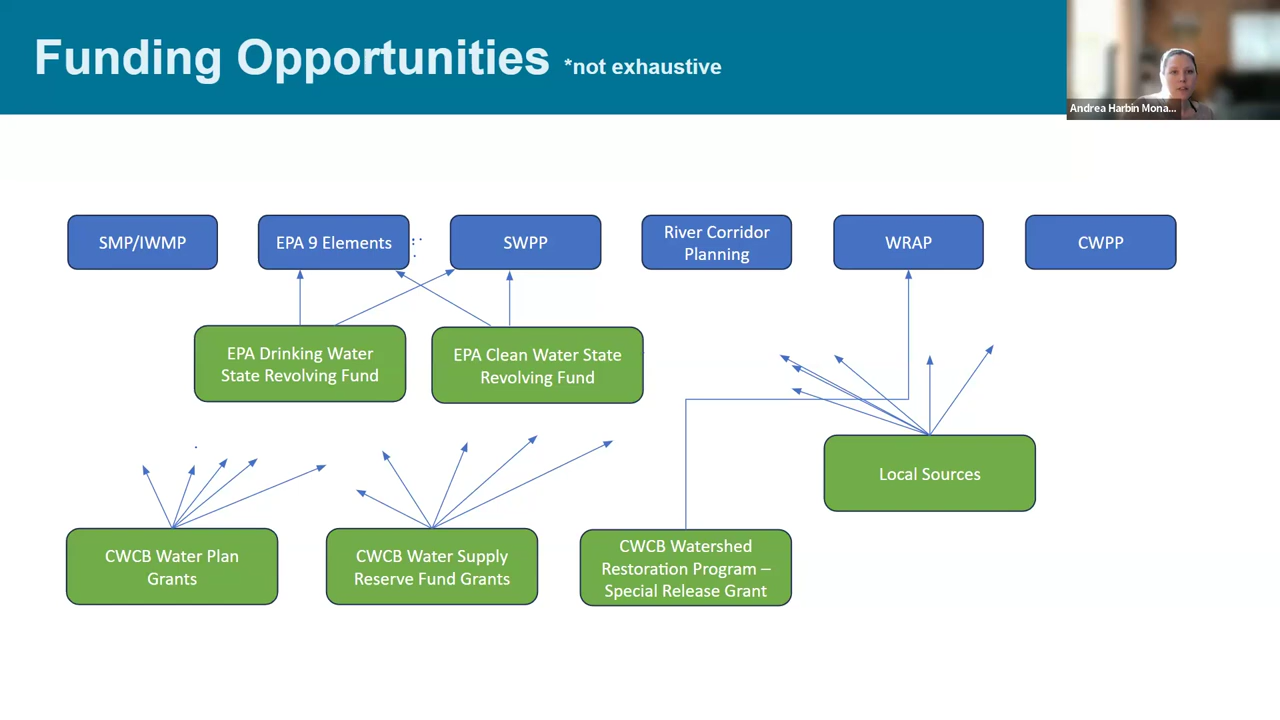 Funding Opportunities *not exhaustive
Andrea Harbin Mona...
SMP/IWMP
EPA 9 Elements
SWPP
River Corridor
Planning
WRAP
CWPP
EPA Drinking Water
State Revolving Fund
EPA Clean Water State
Revolving Fund
Local Sources
CWCB Water Plan
Grants
CWCB Water Supply
Reserve Fund Grants
CWCB Watershed
Restoration Program –
Special Release Grant